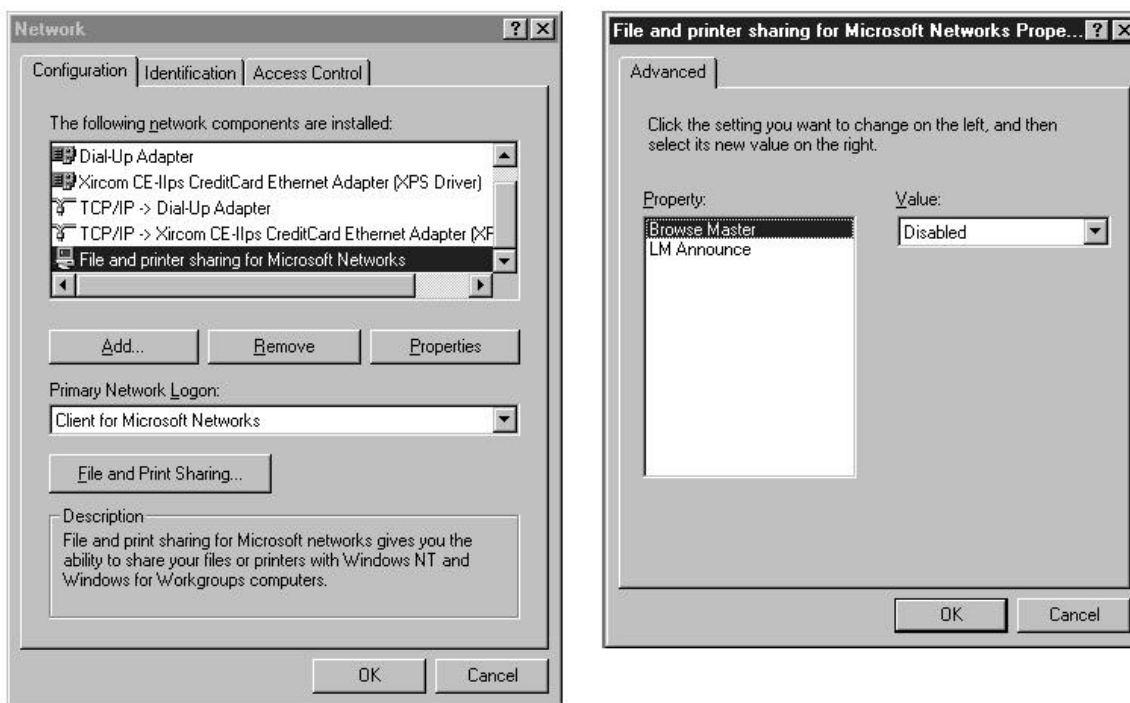 Network
Configuration
Identification
Access Control
The following network components are installed:
Dial-Up Adapter
Xircom CE-IIps CreditCard Ethernet Adapter (XPS Driver)
TCP/IP -> Dial-Up Adapter
TCP/IP -> Xircom CE-IIps CreditCard Ethernet Adapter (XF
File and printer sharing for Microsoft Networks
Add...
Remove
Properties
Primary Network Logon:
Client for Microsoft Networks
File and Print Sharing...
Description
File and print sharing for Microsoft networks gives you the
ability to share your files or printers with Windows NT and
Windows for Workgroups computers.
OK
Cancel
File and printer sharing for Microsoft Networks Prope...
Advanced
Click the setting you want to change on the left, and then
select its new value on the right.
Property:
Value:
Browse Master
Disabled
LM Announce
OK
Cancel